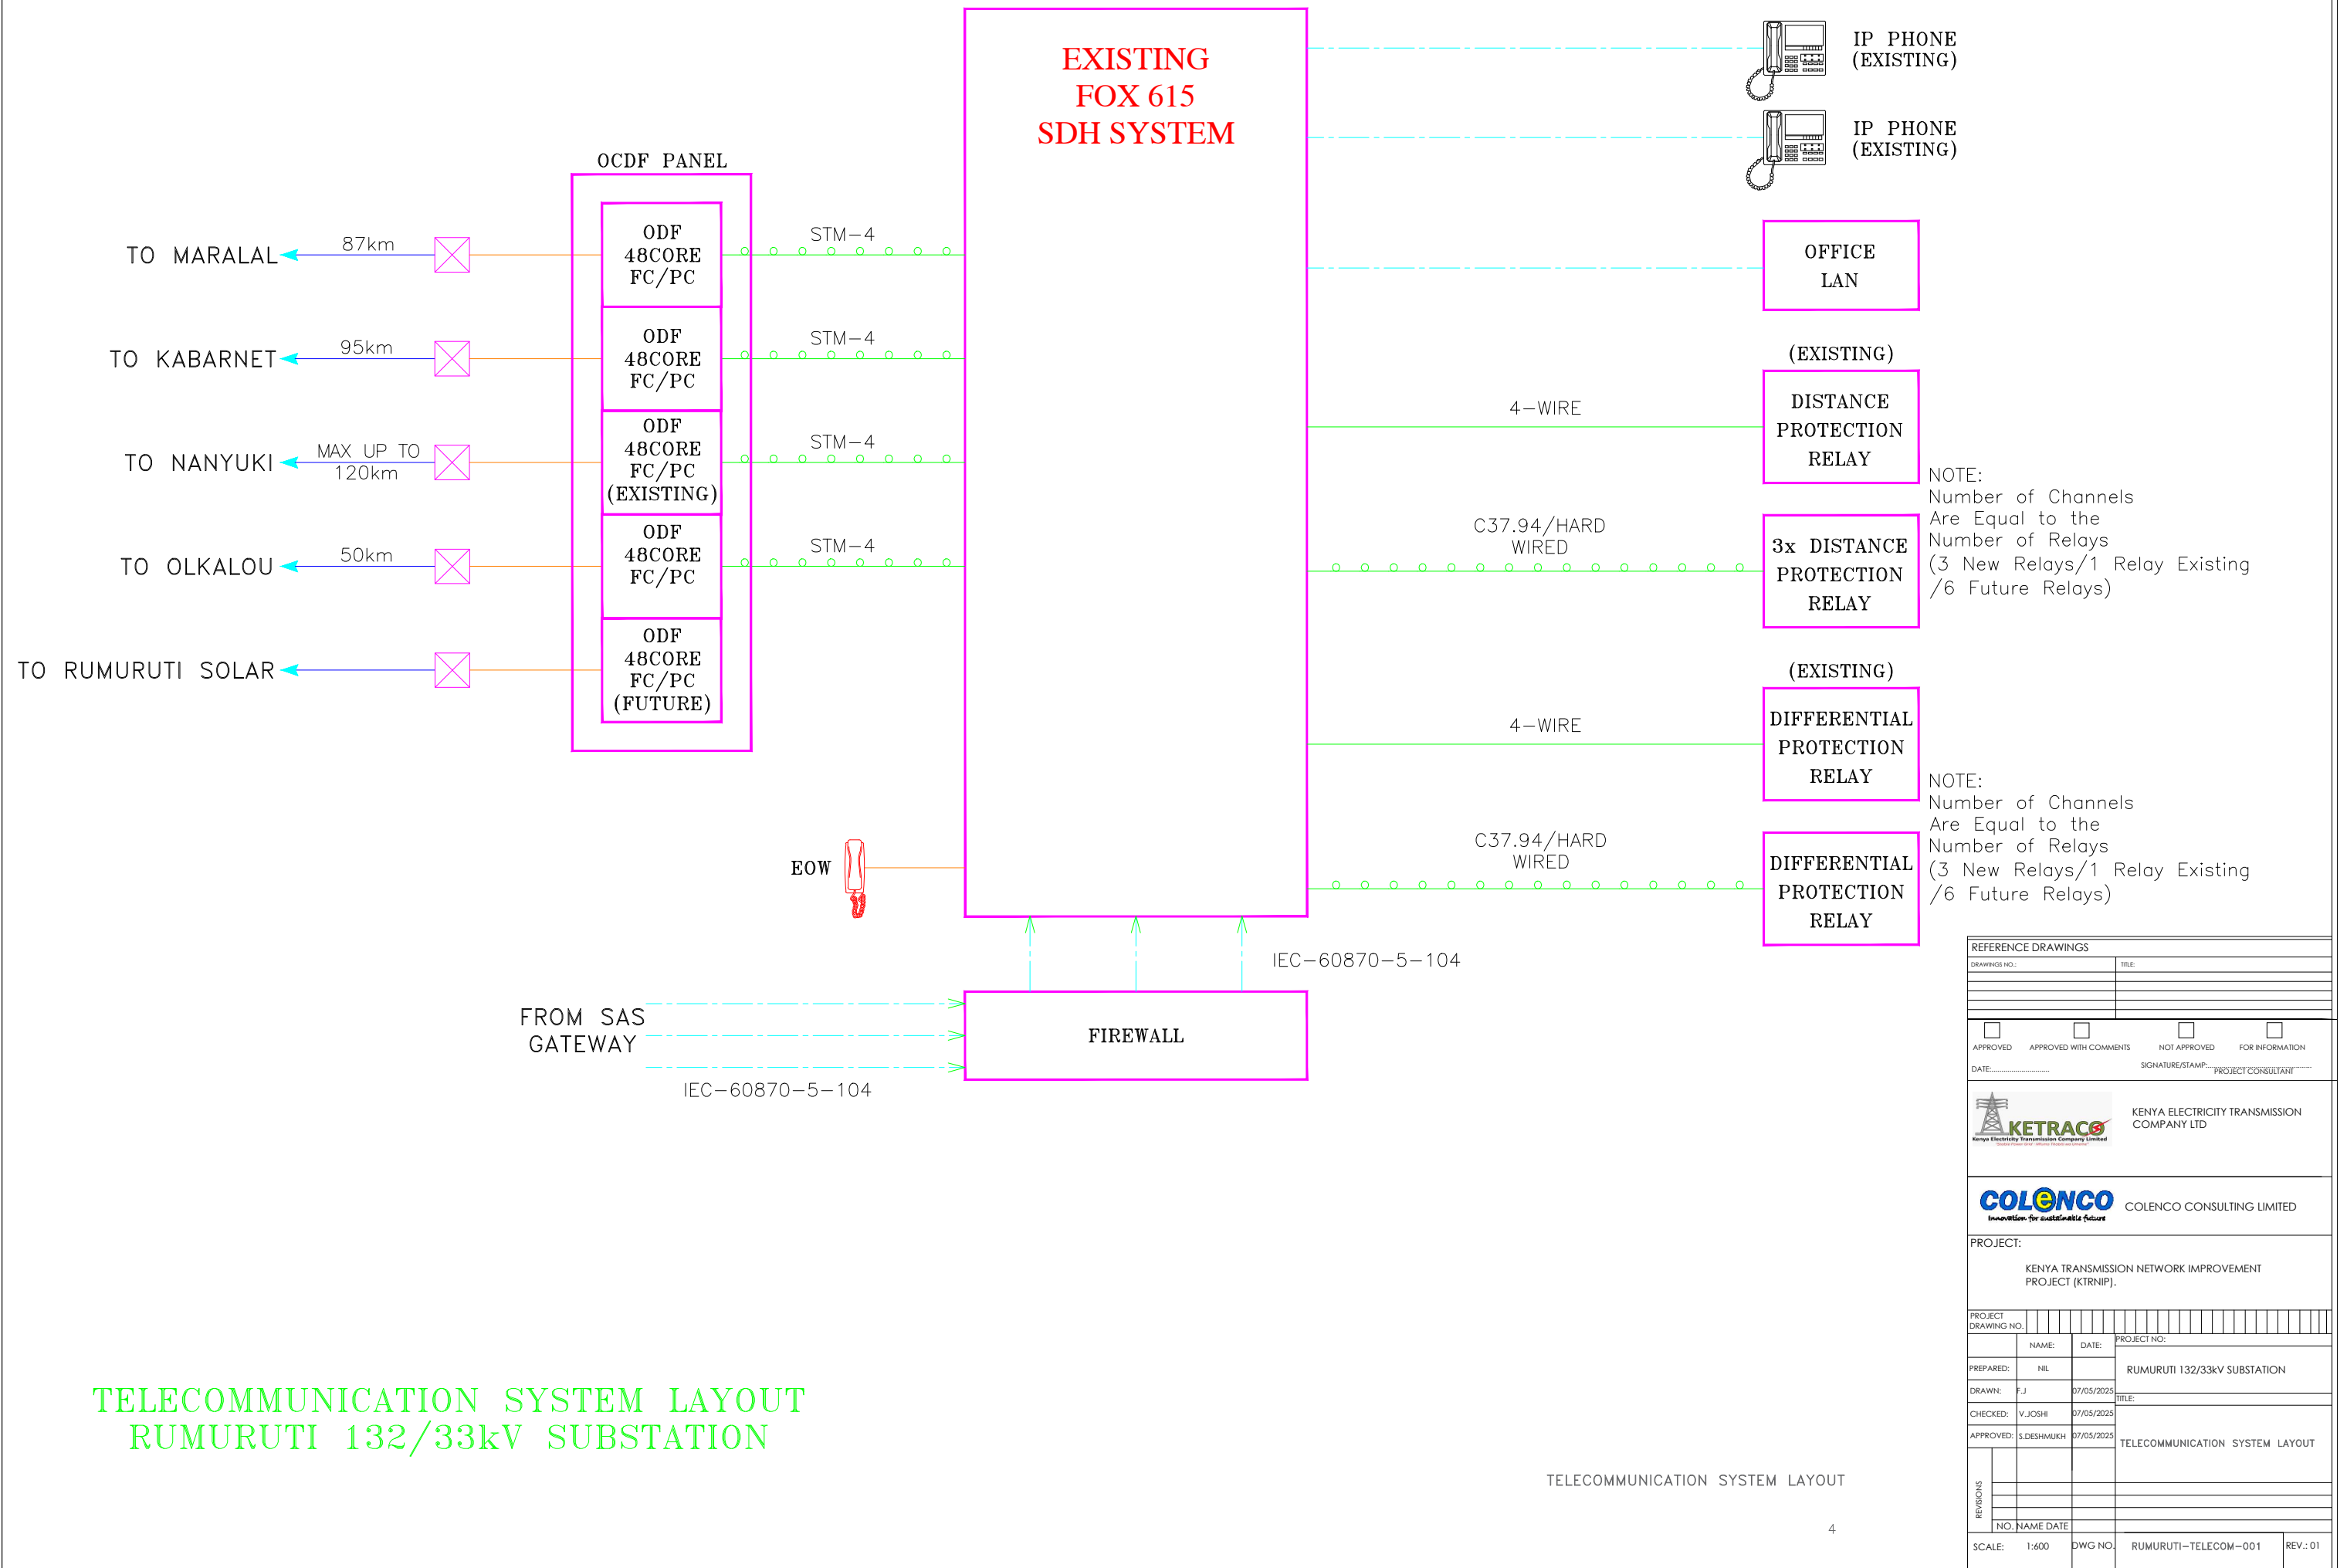 EXISTING
FOX 615
SDH SYSTEM
IP PHONE
(EXISTING)
IP PHONE
(EXISTING)
OCDF PANEL
TO MARALAL
87km
ODF
48CORE
FC/PC
STM-4
OFFICE
LAN
TO KABARNET
95km
ODF
48CORE
FC/PC
STM-4
(EXISTING)
DISTANCE
PROTECTION
RELAY
4-WIRE
TO NANYUKI
MAX UP TO
120km
ODF
48CORE
FC/PC
(EXISTING)
STM-4
NOTE:
Number of Channels
Are Equal to the
Number of Relays
(3 New Relays/1 Relay Existing
/6 Future Relays)
C37.94/HARD
WIRED
3x DISTANCE
PROTECTION
RELAY
TO OLKALOU
50km
ODF
48CORE
FC/PC
STM-4
TO RUMURUTI SOLAR
ODF
48CORE
FC/PC
(FUTURE)
(EXISTING)
4-WIRE
DIFFERENTIAL
PROTECTION
RELAY
NOTE:
Number of Channels
Are Equal to the
Number of Relays
(3 New Relays/1 Relay Existing
/6 Future Relays)
C37.94/HARD
WIRED
DIFFERENTIAL
PROTECTION
RELAY
EOW
IEC-60870-5-104
FROM SAS
GATEWAY
FIREWALL
IEC-60870-5-104
REFERENCE DRAWINGS
DRAWINGS NO.: TITLE:
APPROVED APPROVED WITH COMMENTS NOT APPROVED FOR INFORMATION
DATE:............................ SIGNATURE/STAMP:..................................................
PROJECT CONSULTANT
KETRACO
Kenya Electricity Transmission Company Limited
KENYA ELECTRICITY TRANSMISSION
COMPANY LTD
COLeNCO
Innovation for sustainable future
COLENCO CONSULTING LIMITED
PROJECT:
KENYA TRANSMISSION NETWORK IMPROVEMENT
PROJECT (KTRNIP).
PROJECT
DRAWING NO.
NAME: DATE: PROJECT NO:
PREPARED: NIL RUMURUTI 132/33kV SUBSTATION
DRAWN: F.J 07/05/2025 TITLE:
CHECKED: V.JOSHI 07/05/2025
APPROVED: S.DESHMUKH 07/05/2025 TELECOMMUNICATION SYSTEM LAYOUT
REVISIONS
NO. NAME DATE
SCALE: 1:600 DWG NO. RUMURUTI-TELECOM-001 REV.: 01
TELECOMMUNICATION SYSTEM LAYOUT
RUMURUTI 132/33kV SUBSTATION
TELECOMMUNICATION SYSTEM LAYOUT
4